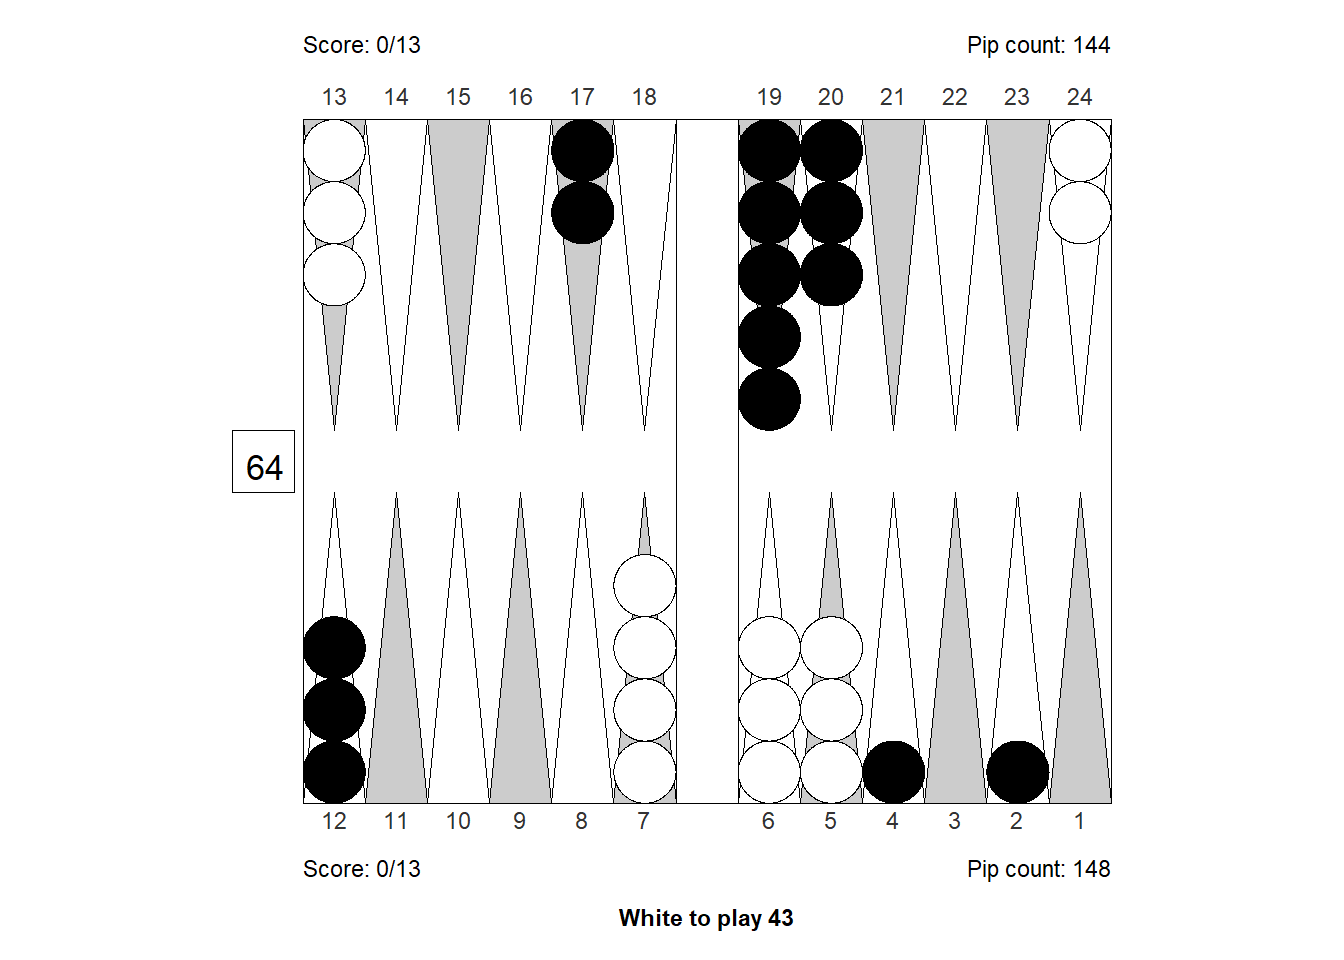 Score: 0/13 Pip count: 144
13 14 15 16 17 18 19 20 21 22 23 24
64
12 11 10 9 8 7 6 5 4 3 2 1
Score: 0/13 Pip count: 148
White to play 43